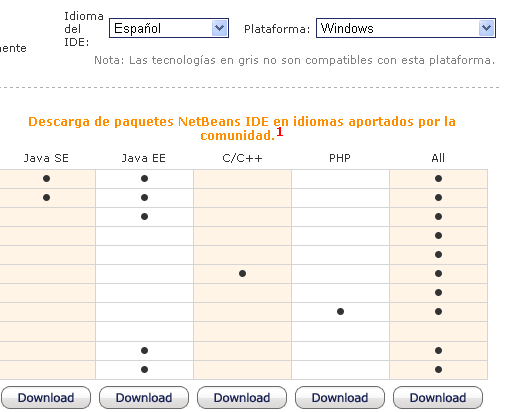 Idioma
del
IDE:
Español
Plataforma:
Windows
nente
Nota: Las tecnologías en gris no son compatibles con esta plataforma.
Descarga de paquetes NetBeans IDE en idiomas aportados por la
comunidad.1
Java SE Java EE C/C++ PHP All
Download Download Download Download Download